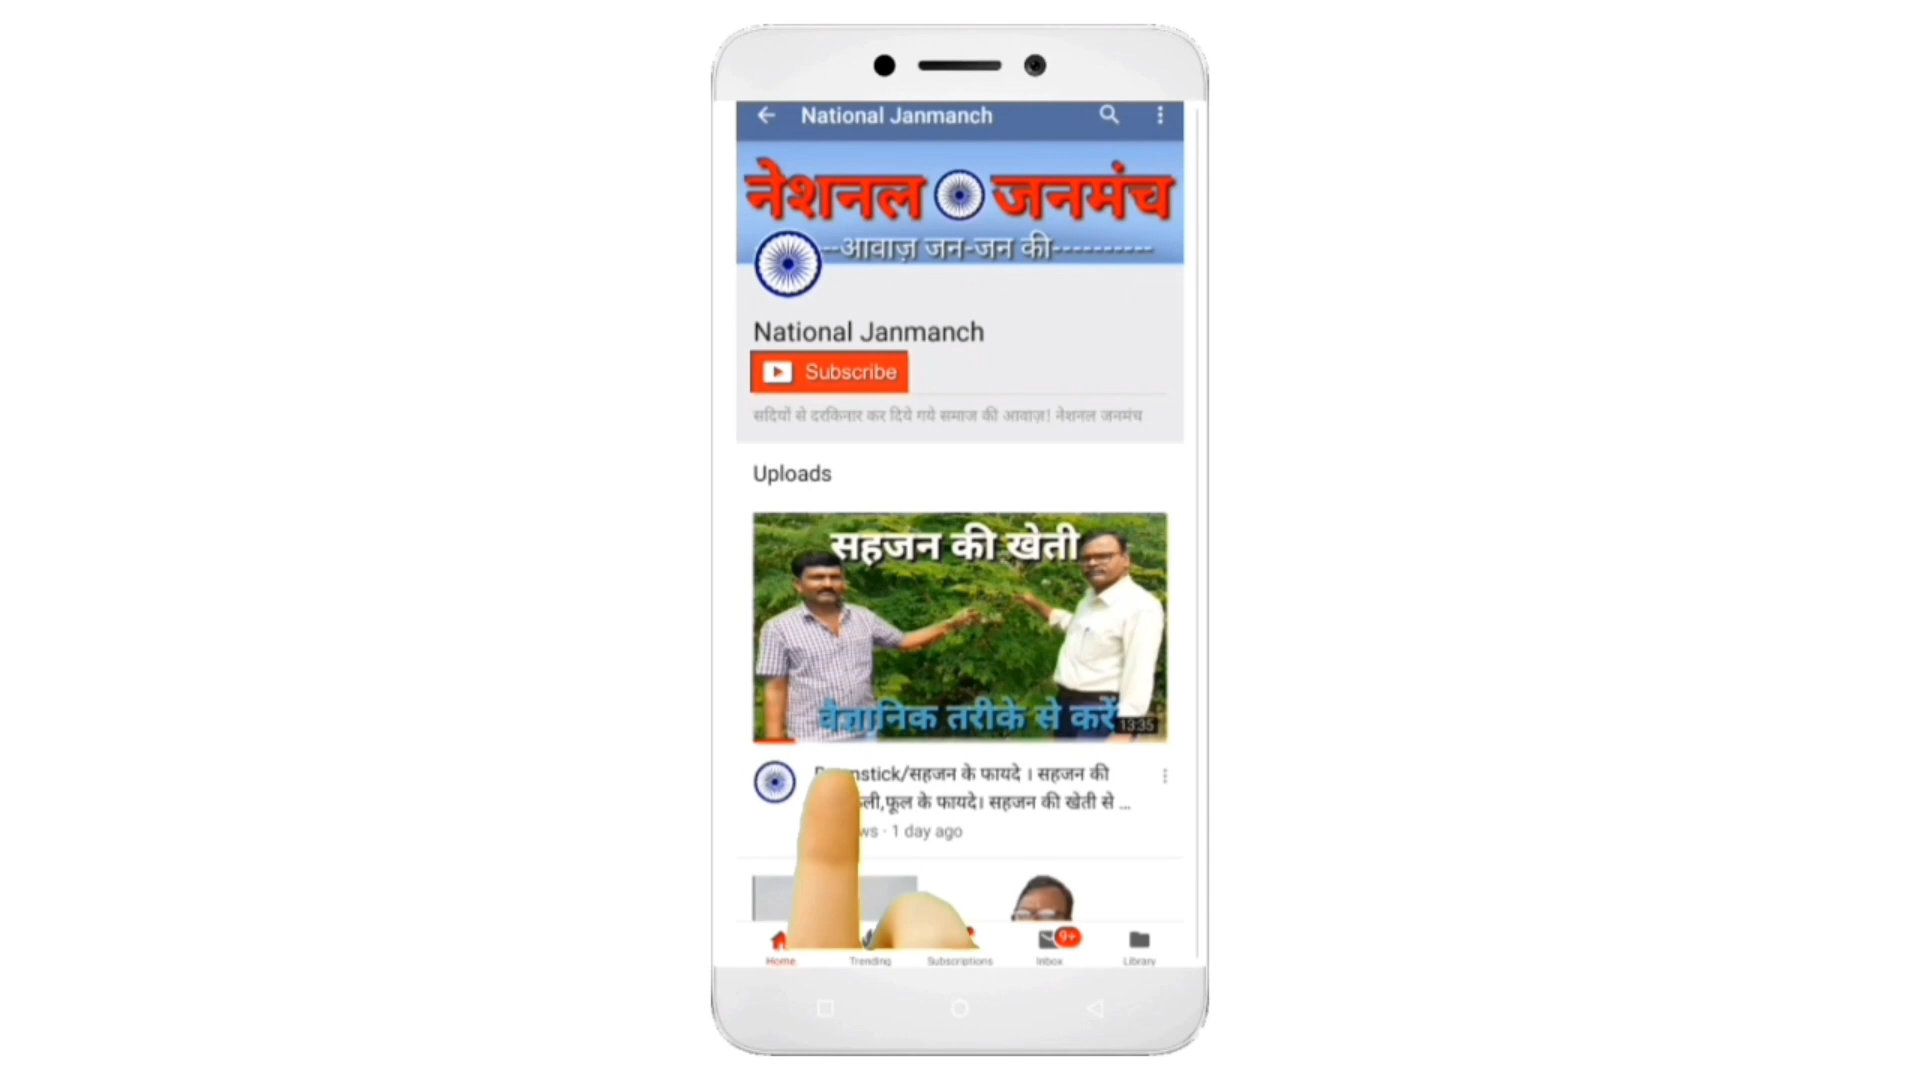 National Janmanch
नेशनल जनमंच
--आवाज़ जन-जन की----------
National Janmanch
Subscribe
सदियों से दरकिनार कर दिये गये समाज की आवाज़! नेशनल जनमंच
Uploads
सहजन की खेती
वैज्ञानिक तरीके से करें
13:35
/सहजन के फायदे । सहजन की
फूल के फायदे। सहजन की खेती से ...
· 1 day ago
9+
Home
Trending
Subscriptions
Inbox
Library